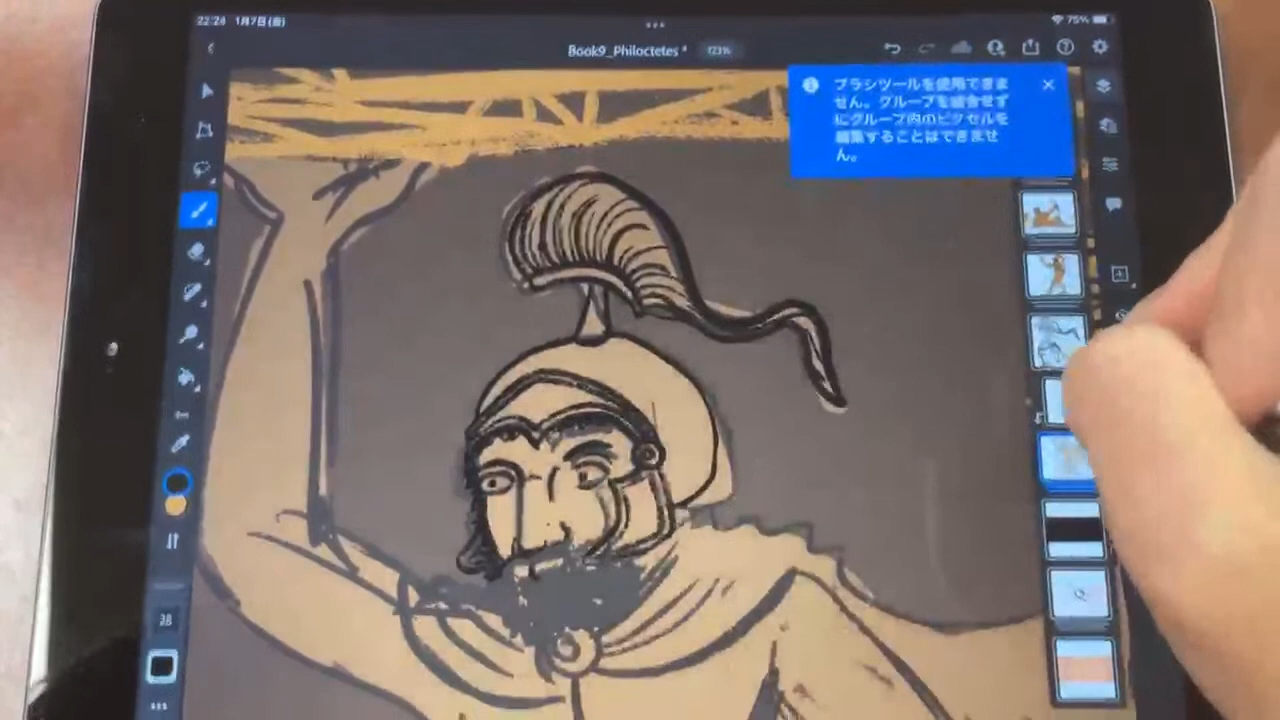 22:28 1月7日(金)
75%
Book9_Philoctetes*
123%
ブラシツールを使用できま
せん。グループを結合せず
にグループ内のピクセルを
編集することはできませ
ん。
38